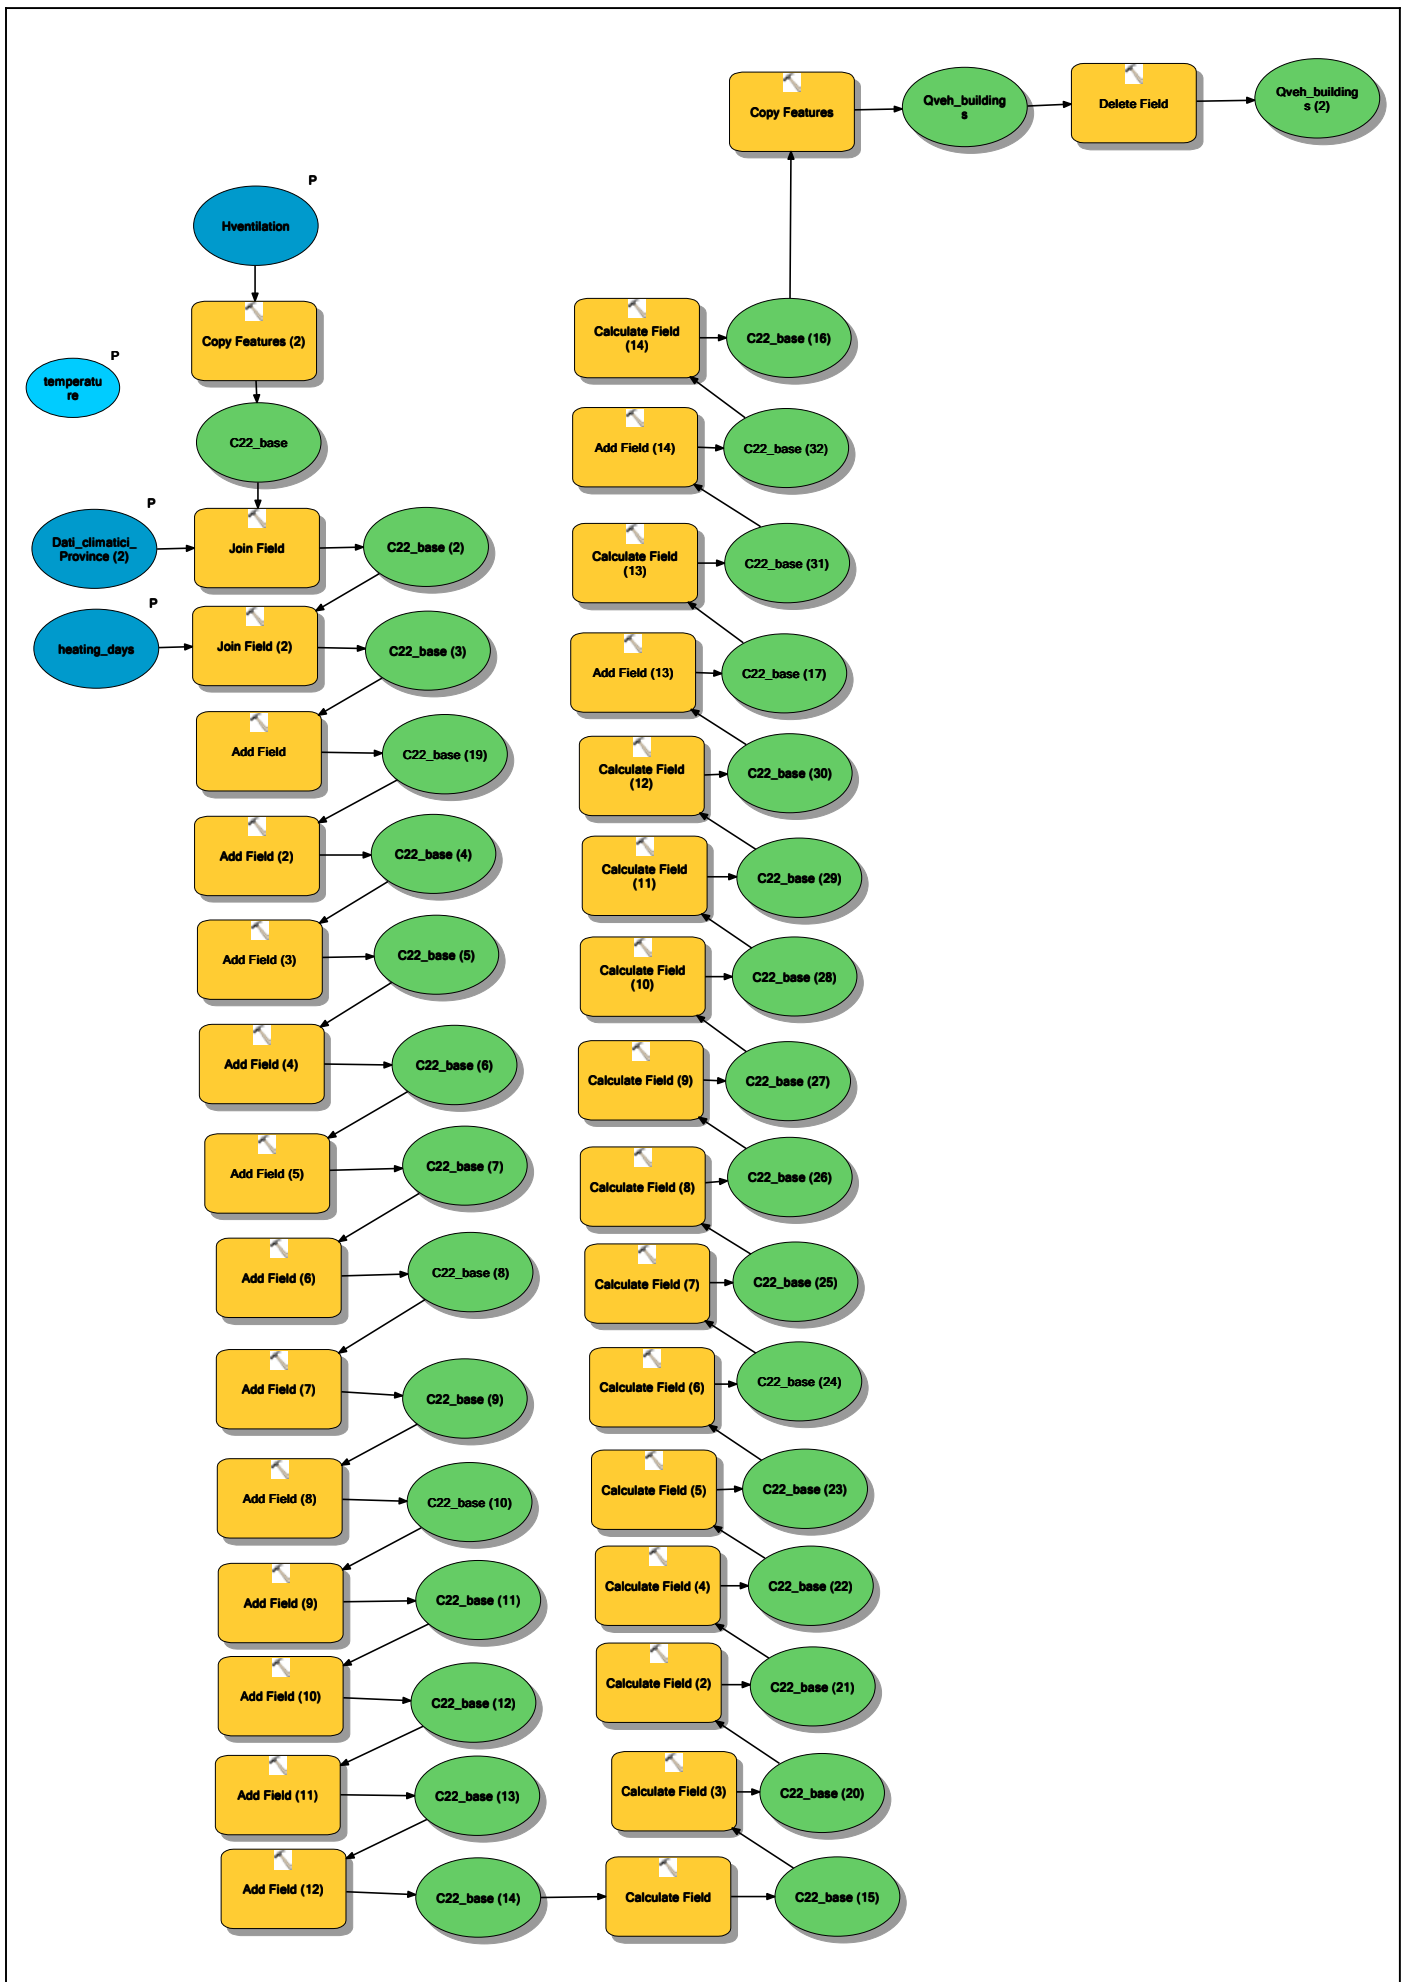 Copy Features
Qveh_building
s
Delete Field
Qveh_building
s (2)
P
Hventilation
Copy Features (2)
P
temperatu
re
C22_base
P
Dati_climatici_
Province (2)
Join Field
C22_base (2)
P
heating_days
Join Field (2)
C22_base (3)
Add Field
C22_base (19)
Add Field (2)
C22_base (4)
Add Field (3)
C22_base (5)
Add Field (4)
C22_base (6)
Add Field (5)
C22_base (7)
Add Field (6)
C22_base (8)
Add Field (7)
C22_base (9)
Add Field (8)
C22_base (10)
Add Field (9)
C22_base (11)
Add Field (10)
C22_base (12)
Add Field (11)
C22_base (13)
Add Field (12)
C22_base (14)
Calculate Field
(14)
C22_base (16)
Add Field (14)
C22_base (32)
Calculate Field
(13)
C22_base (31)
Add Field (13)
C22_base (17)
Calculate Field
(12)
C22_base (30)
Calculate Field
(11)
C22_base (29)
Calculate Field
(10)
C22_base (28)
Calculate Field (9)
C22_base (27)
Calculate Field (8)
C22_base (26)
Calculate Field (7)
C22_base (25)
Calculate Field (6)
C22_base (24)
Calculate Field (5)
C22_base (23)
Calculate Field (4)
C22_base (22)
Calculate Field (2)
C22_base (21)
Calculate Field (3)
C22_base (20)
Calculate Field
C22_base (15)